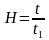 H = t/t₁